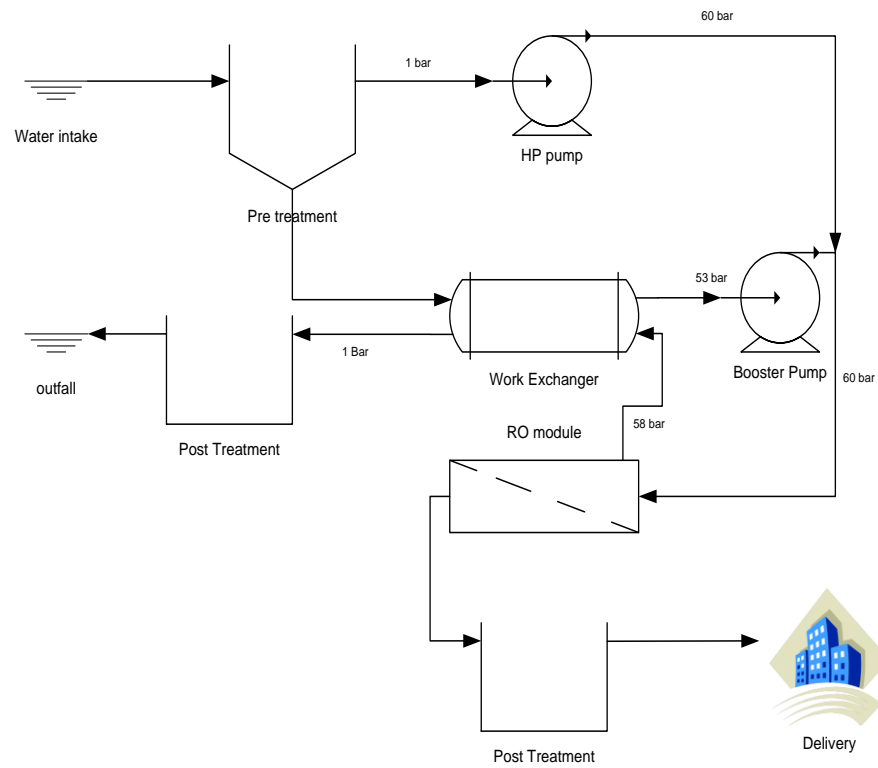 60 bar
1 bar
Water intake
HP pump
Pre treatment
53 bar
1 Bar
Work Exchanger
Booster Pump
60 bar
outfall
58 bar
RO module
Post Treatment
Delivery
Post Treatment